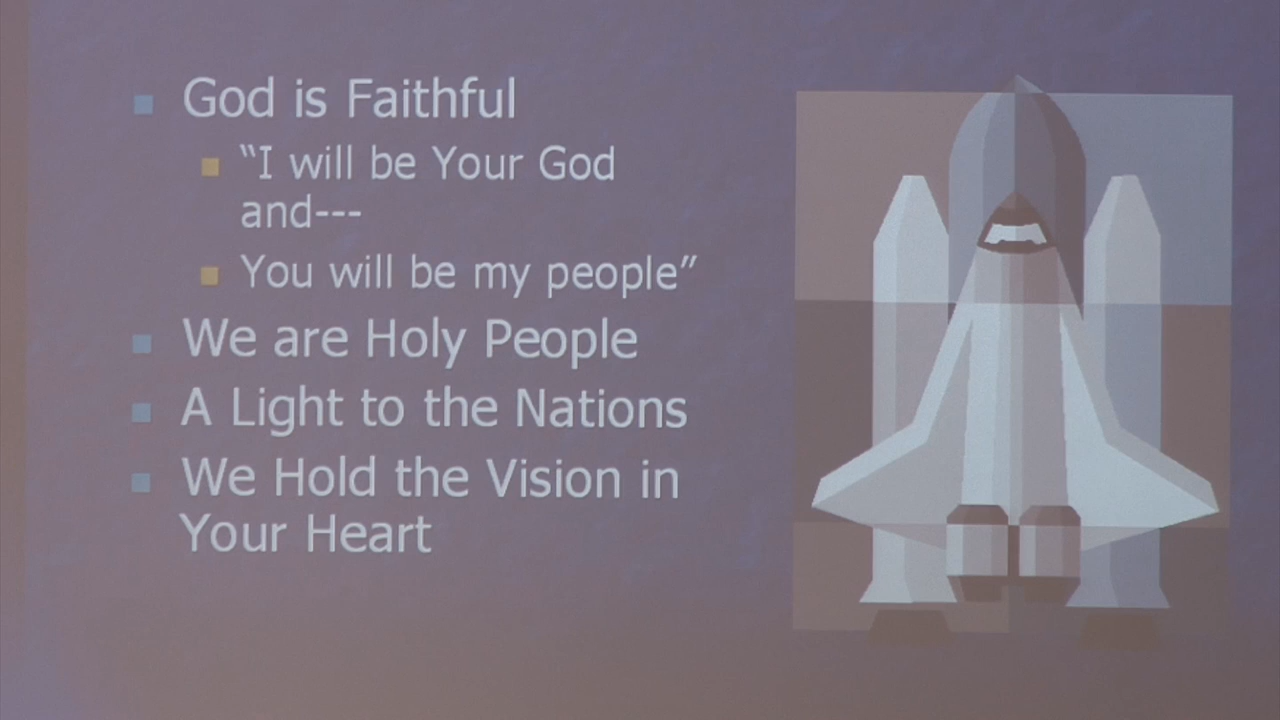 God is Faithful
“I will be Your God
and---
You will be my people”
We are Holy People
A Light to the Nations
We Hold the Vision in
Your Heart